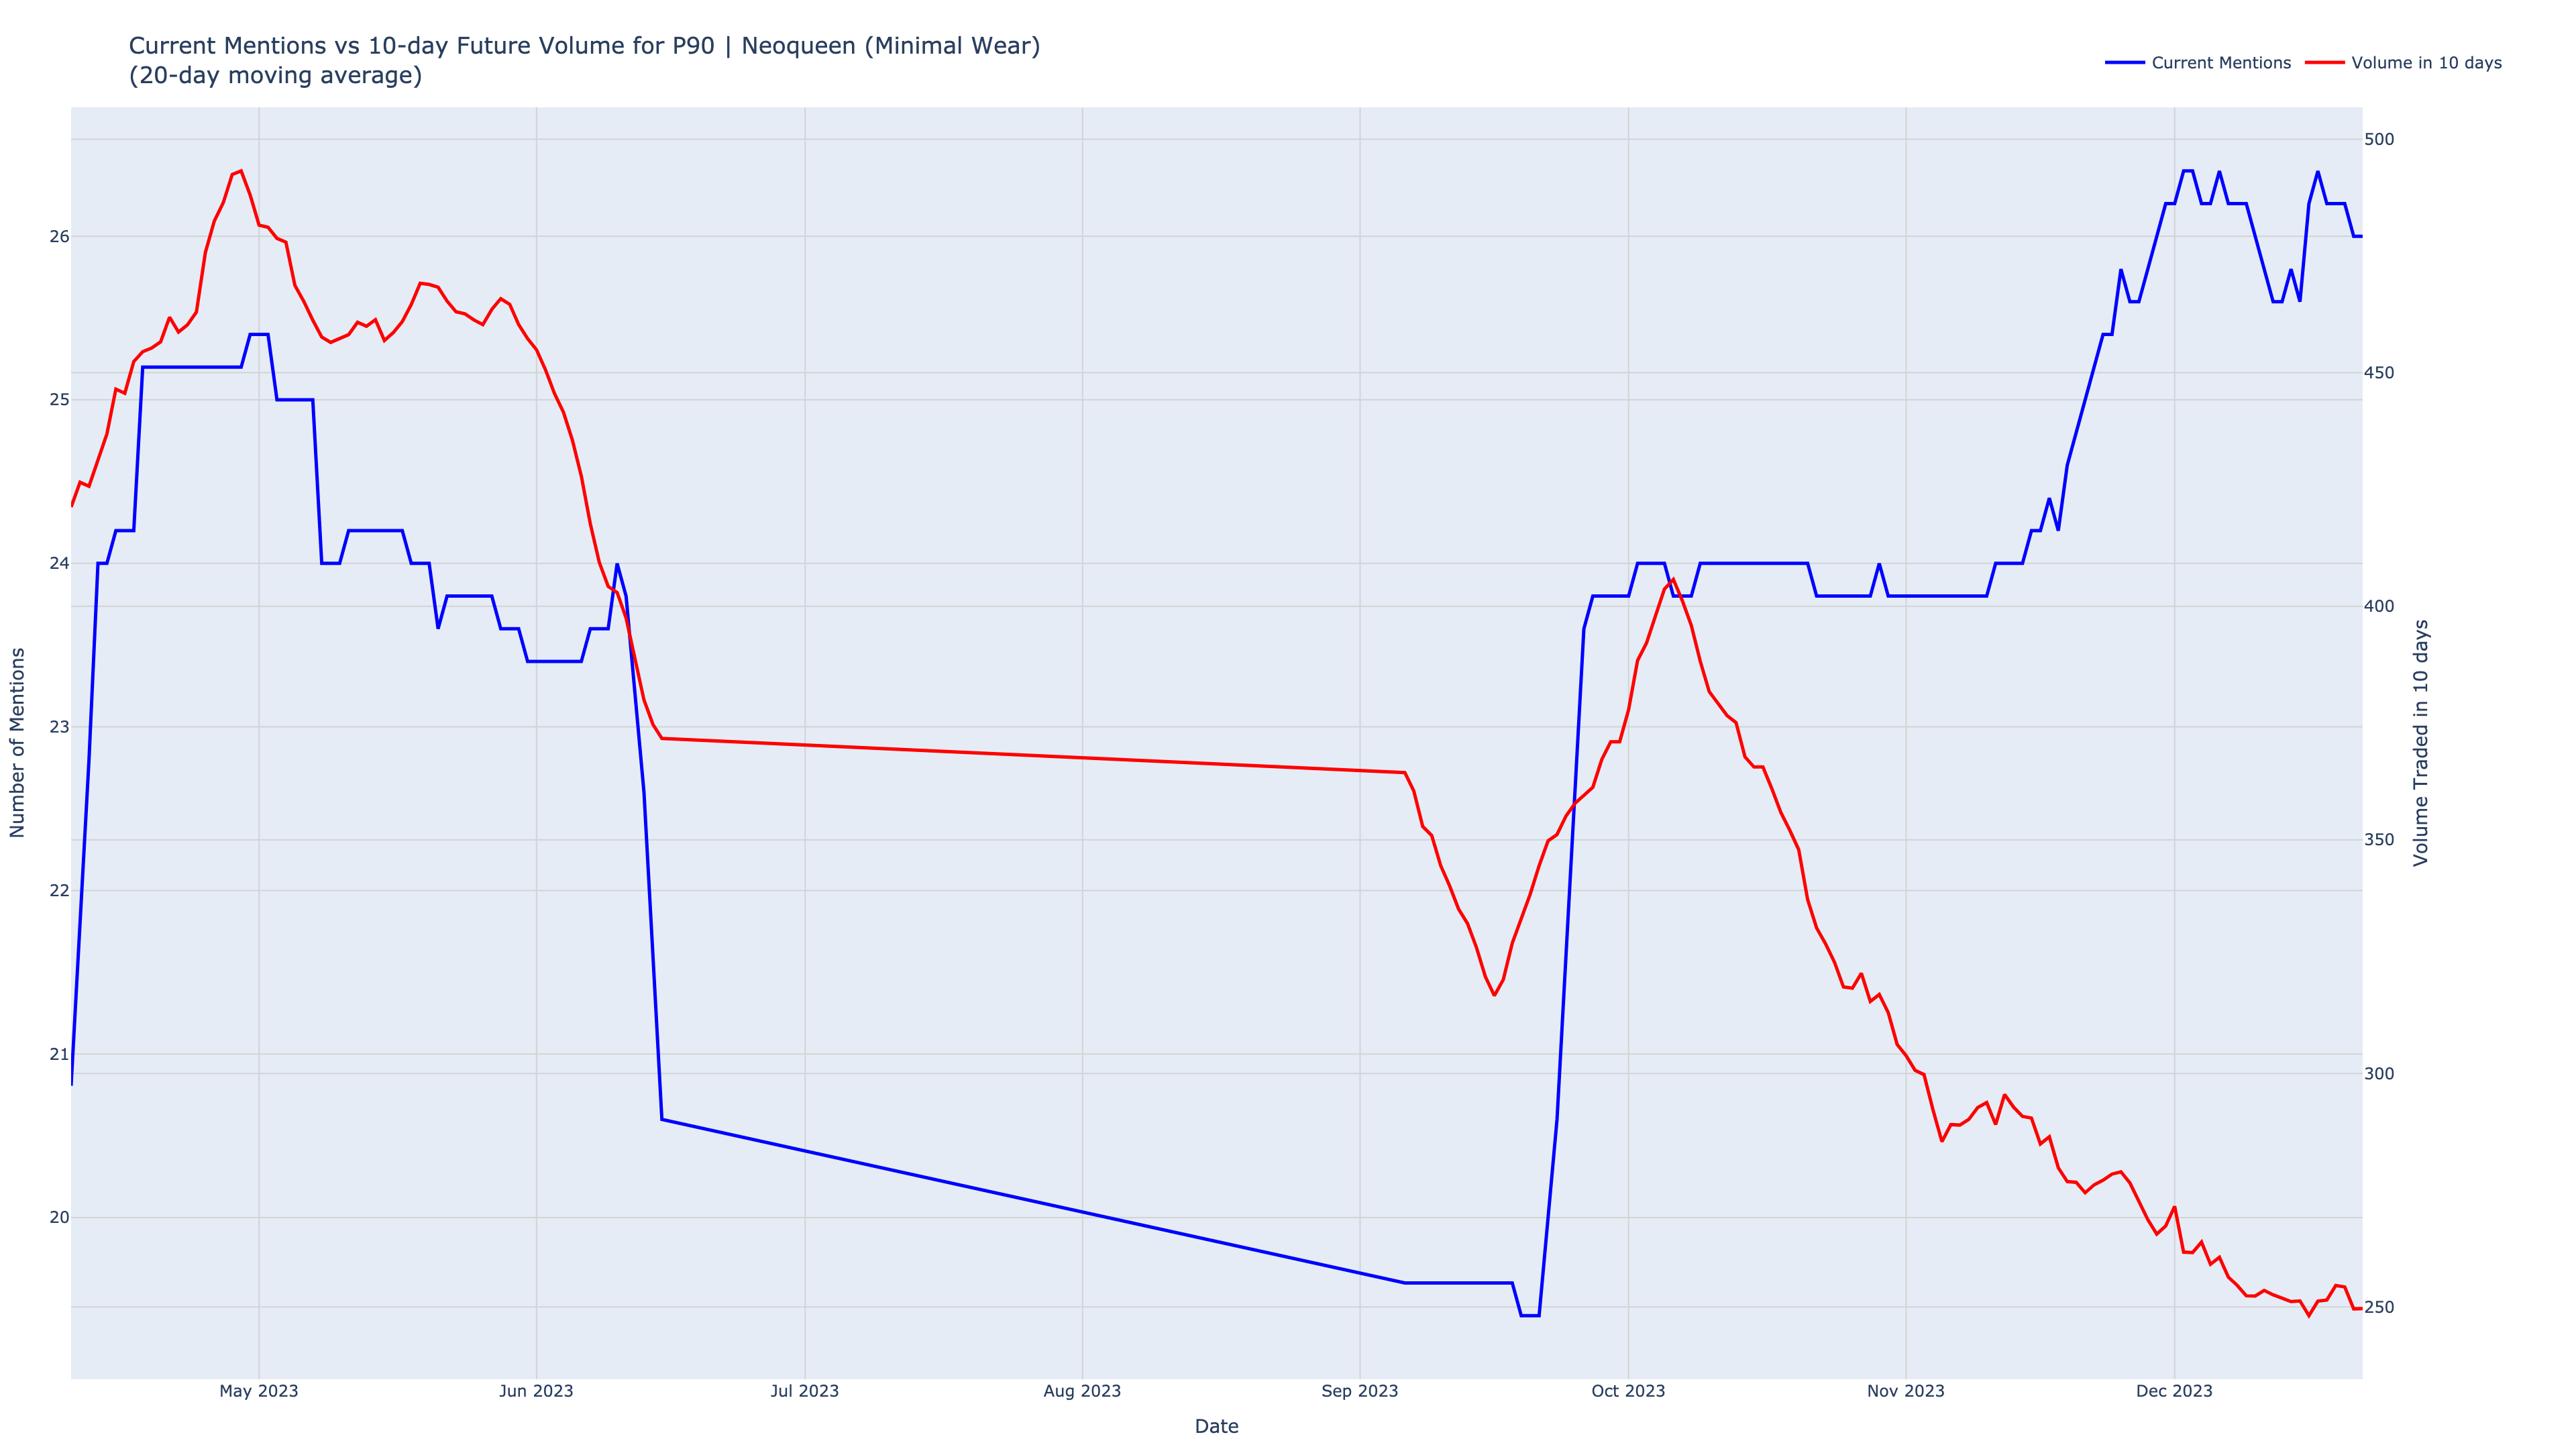 Current Mentions vs 10-day Future Volume for P90 | Neoqueen (Minimal Wear)
(20-day moving average)
Current Mentions
Volume in 10 days
26
25
24
23
22
21
20
Number of Mentions
500
450
400
350
300
250
Volume Traded in 10 days
May 2023
Jun 2023
Jul 2023
Aug 2023
Sep 2023
Oct 2023
Nov 2023
Dec 2023
Date